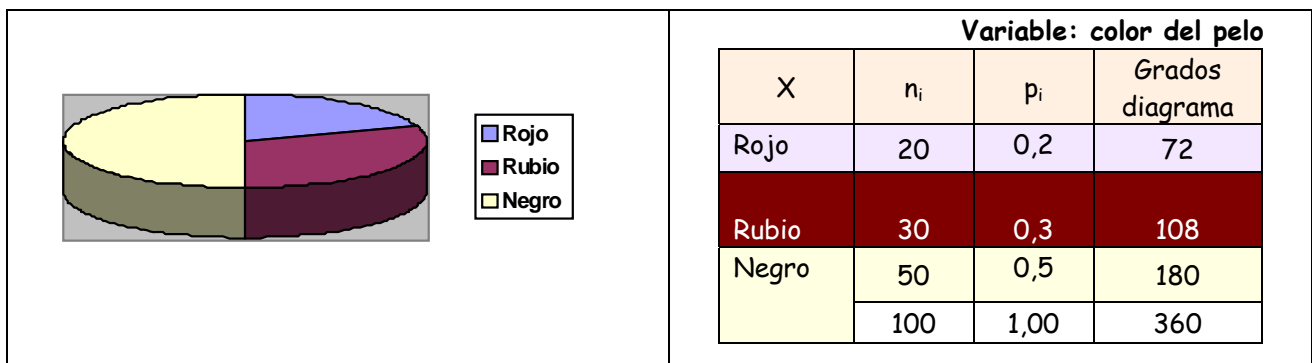 Rojo
Rubio
Negro
Variable: color del pelo
X nᵢ pᵢ Grados
diagrama
Rojo 20 0,2 72
Rubio 30 0,3 108
Negro 50 0,5 180
100 1,00 360